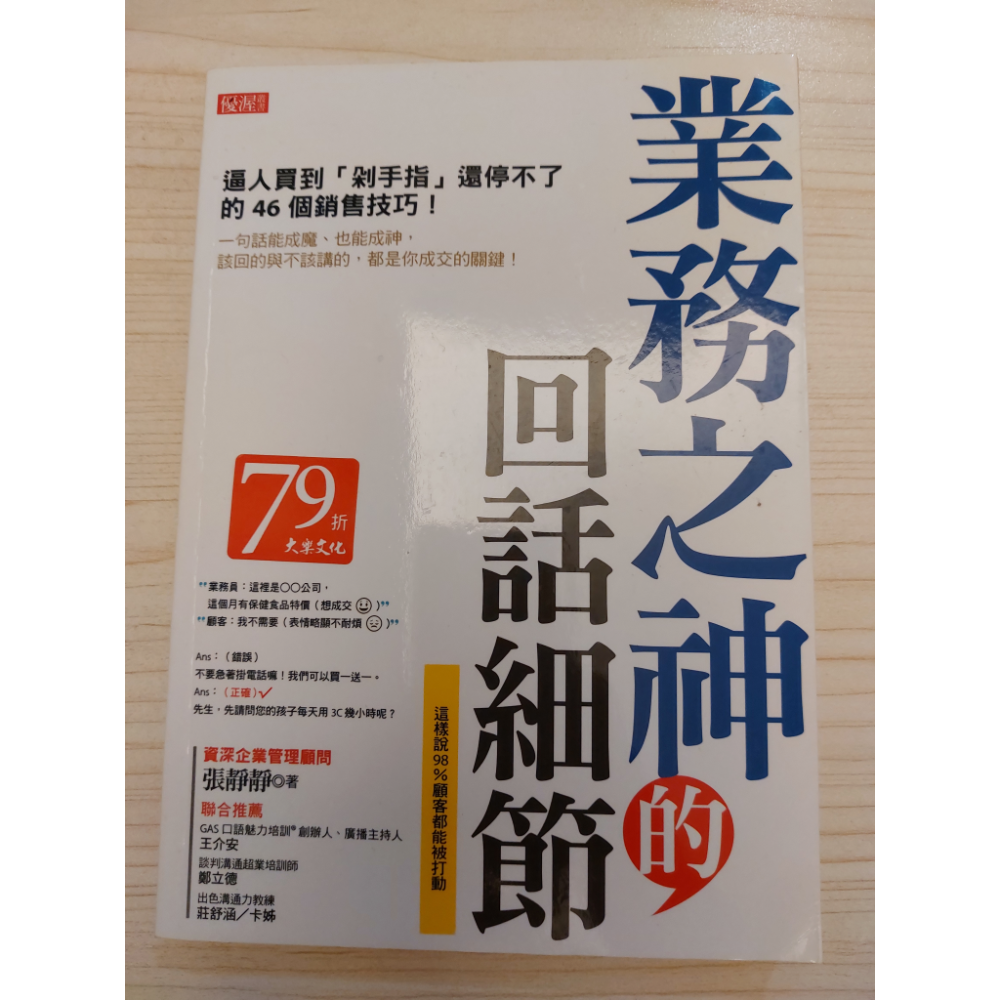 優渥叢書
業務之神的
回話細節
逼人買到「剁手指」還停不了
的 46 個銷售技巧！
一句話能成魔、也能成神，
該回的與不該講的，都是你成交的關鍵！
79折
大樂文化
"業務員：這裡是○○公司，
這個月有保健食品特價（想成交）"
"顧客：我不需要（表情略顯不耐煩）"
Ans：（錯誤）
不要急著掛電話嘛！我們可以買一送一。
Ans：（正確）✓
先生，先請問您的孩子每天用 3C 幾小時呢？
這樣說98%顧客都能被打動
資深企業管理顧問
張靜靜◎著
聯合推薦
GAS 口語魅力培訓® 創辦人、廣播主持人
王介安
談判溝通超業培訓師
鄭立德
出色溝通力教練
莊舒涵／卡姊